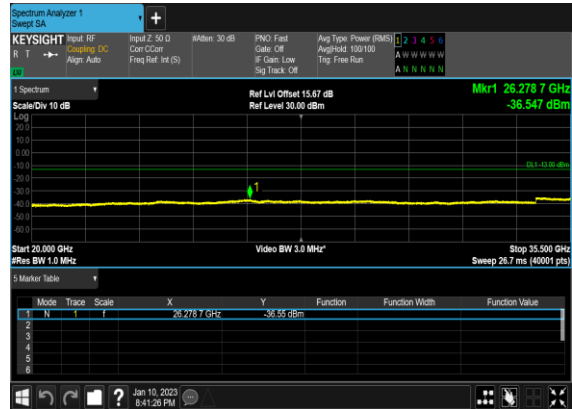 Spectrum Analyzer 1
Swept SA
+
KEYSIGHT Input: RF Input Z: 50 Ω #Atten: 30 dB PNO: Fast Avg Type: Power (RMS) 1 2 3 4 5 6
R T Coupling: DC Corr CCorr Gate: Off Avg|Hold: 100/100 A W W W W W
Align: Auto Freq Ref: Int (S) IF Gain: Low Trig: Free Run
Sig Track: Off A N N N N N
1 Spectrum Ref Lvl Offset 15.67 dB Mkr1 26.278 7 GHz
Scale/Div 10 dB Ref Level 30.00 dBm -36.547 dBm
Log
20.0
10.0
0.00
-10.0
DL1 -13.00 dBm
-20.0
-30.0
1
-40.0
-50.0
-60.0
Start 20.000 GHz Video BW 3.0 MHz* Stop 35.500 GHz
#Res BW 1.0 MHz Sweep 26.7 ms (40001 pts)
5 Marker Table
Mode Trace Scale X Y Function Function Width Function Value
1 N 1 f 26.278 7 GHz -36.55 dBm
2
3
4
5
6
? Jan 10, 2023
8:41:26 PM